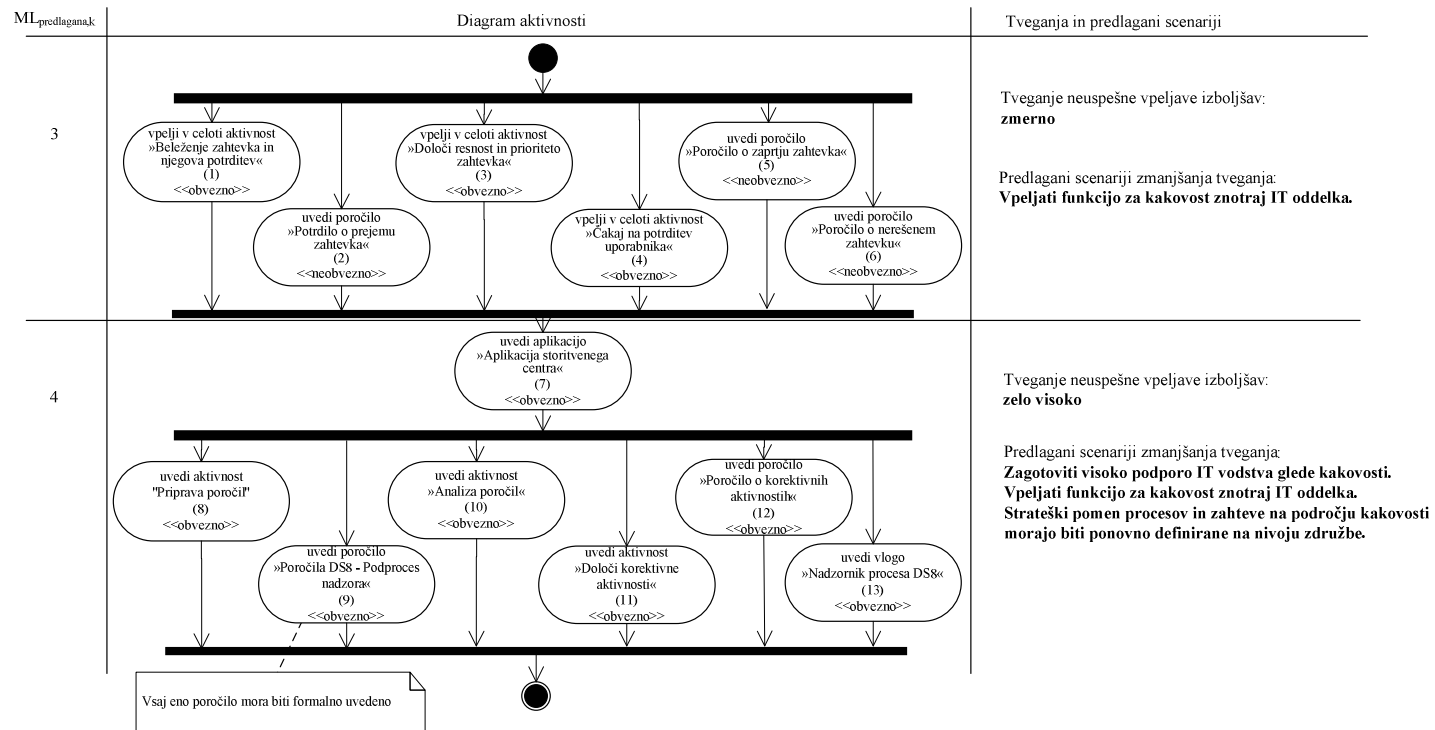 ML predlagana,k
Diagram aktivnosti
Tveganja in predlagani scenariji
3
vpelji v celoti aktivnost
»Beleženje zahtevka in
njegova potrditev«
(1)
<<obvezno>>
uvedi poročilo
»Potrdilo o prejemu
zahtevka«
(2)
<<neobvezno>>
vpelji v celoti aktivnost
»Določi resnost in prioriteto
zahtevka«
(3)
<<obvezno>>
vpelji v celoti aktivnost
»Čakaj na potrditev
uporabnika«
(4)
<<obvezno>>
uvedi poročilo
»Poročilo o zaprtju zahtevka«
(5)
<<neobvezno>>
uvedi poročilo
»Poročilo o nerešenem
zahtevku«
(6)
<<neobvezno>>
Tveganje neuspešne vpeljave izboljšav:
zmerno
Predlagani scenariji zmanjšanja tveganja:
Vpeljati funkcijo za kakovost znotraj IT oddelka.
4
uvedi aplikacijo
»Aplikacija storitvenega
centra«
(7)
<<obvezno>>
uvedi aktivnost
"Priprava poročil"
(8)
<<obvezno>>
uvedi poročilo
»Poročila DS8 - Podproces
nadzora«
(9)
<<obvezno>>
uvedi aktivnost
»Analiza poročil«
(10)
<<obvezno>>
uvedi aktivnost
»Določi korektivne
aktivnosti«
(11)
<<obvezno>>
uvedi poročilo
»Poročilo o korektivnih
aktivnostih«
(12)
<<obvezno>>
uvedi vlogo
»Nadzornik procesa DS8«
(13)
<<obvezno>>
Vsaj eno poročilo mora biti formalno uvedeno
Tveganje neuspešne vpeljave izboljšav:
zelo visoko
Predlagani scenariji zmanjšanja tveganja:
Zagotoviti visoko podporo IT vodstva glede kakovosti.
Vpeljati funkcijo za kakovost znotraj IT oddelka.
Strateški pomen procesov in zahteve na področju kakovosti
morajo biti ponovno definirane na nivoju združbe.